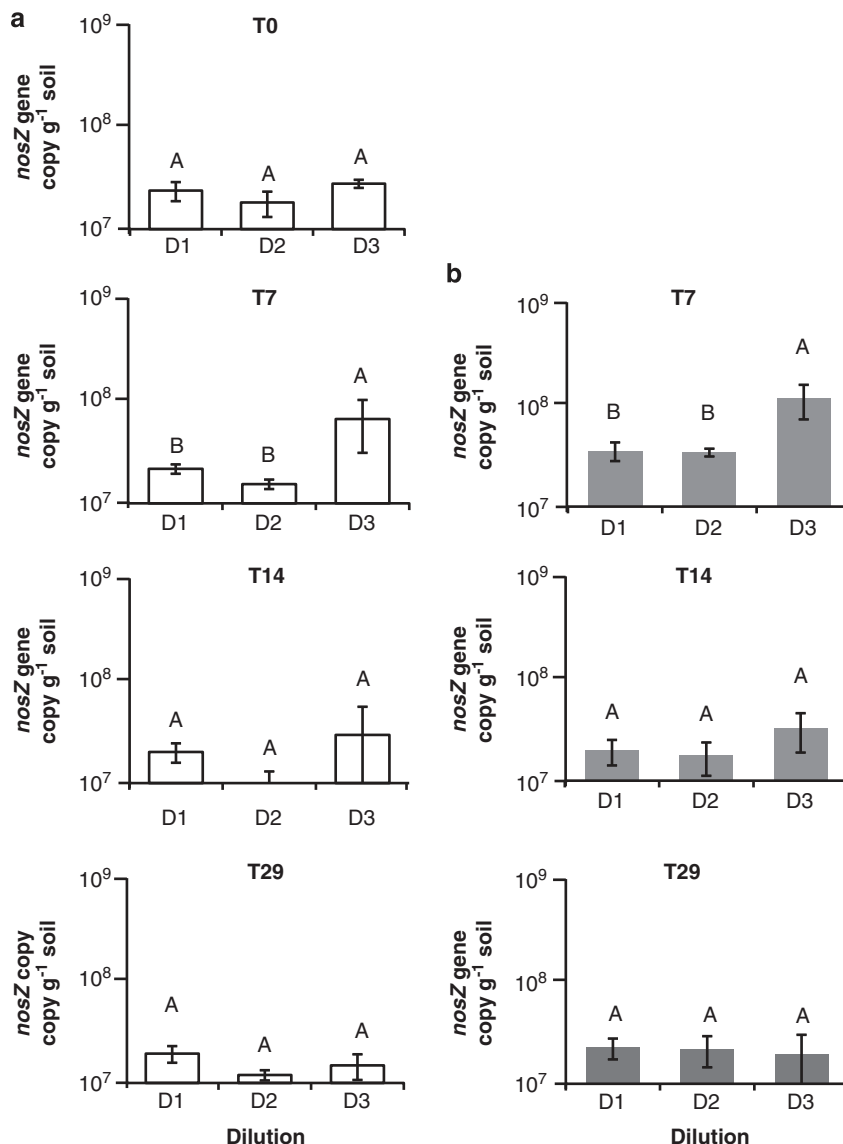 a
T0
nosZ gene
copy g⁻¹ soil
10⁹
10⁸
10⁷
A
A
A
D1
D2
D3
T7
nosZ gene
copy g⁻¹ soil
10⁹
10⁸
10⁷
B
B
A
D1
D2
D3
b
T7
nosZ gene
copy g⁻¹ soil
10⁹
10⁸
10⁷
B
B
A
D1
D2
D3
T14
nosZ gene
copy g⁻¹ soil
10⁹
10⁸
10⁷
A
A
A
D1
D2
D3
T14
nosZ gene
copy g⁻¹ soil
10⁹
10⁸
10⁷
A
A
A
D1
D2
D3
T29
nosZ copy
copy g⁻¹ soil
10⁹
10⁸
10⁷
A
A
A
D1
D2
D3
Dilution
T29
nosZ gene
copy g⁻¹ soil
10⁹
10⁸
10⁷
A
A
A
D1
D2
D3
Dilution